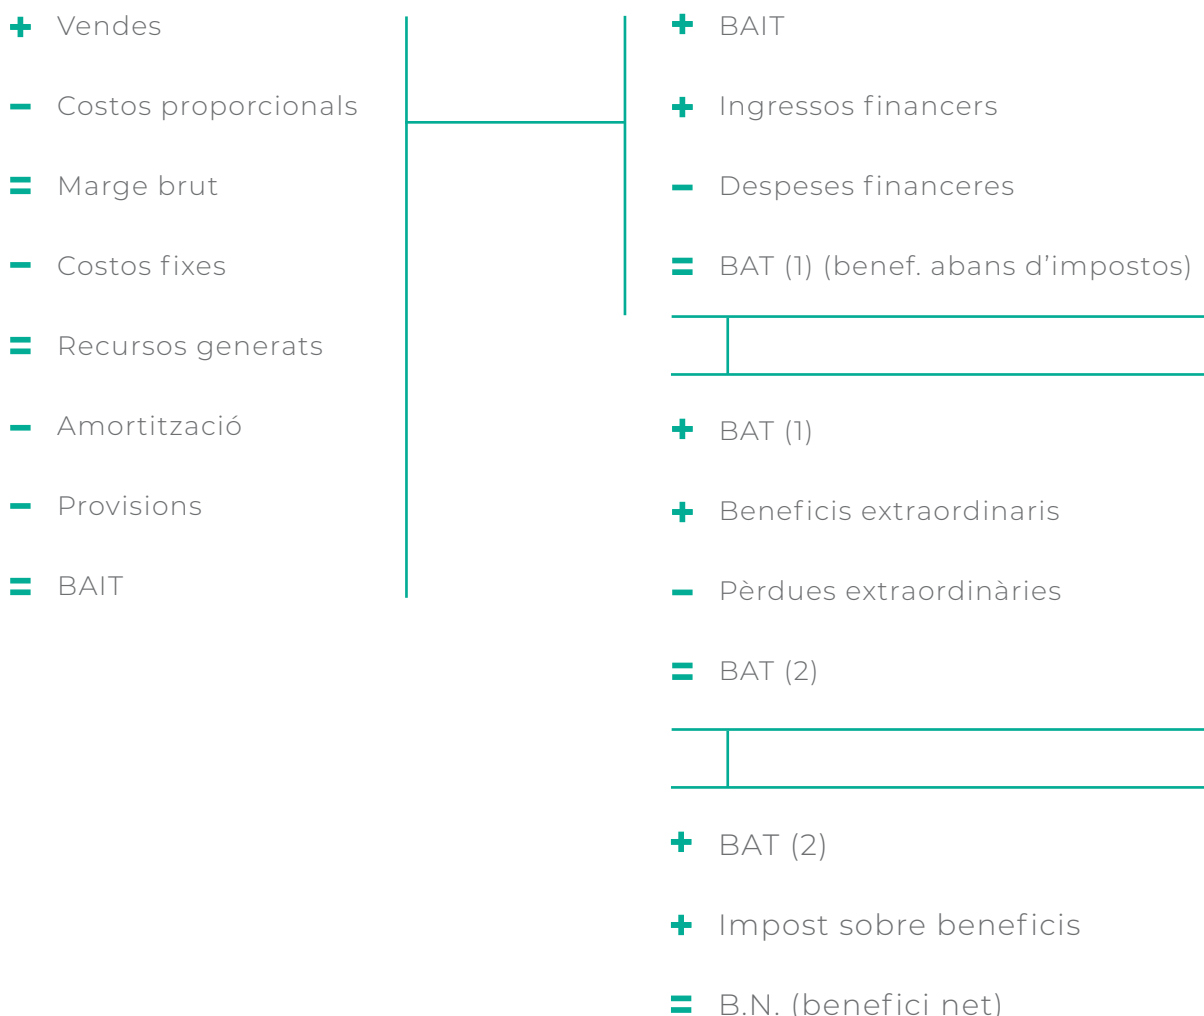 + Vendes
− Costos proporcionals
= Marge brut
− Costos fixes
= Recursos generats
− Amortització
− Provisions
= BAIT
+ BAIT
+ Ingressos financers
− Despeses financeres
= BAT (1) (benef. abans d’impostos)
+ BAT (1)
+ Beneficis extraordinaris
− Pèrdues extraordinàries
= BAT (2)
+ BAT (2)
+ Impost sobre beneficis
= B.N. (benefici net)